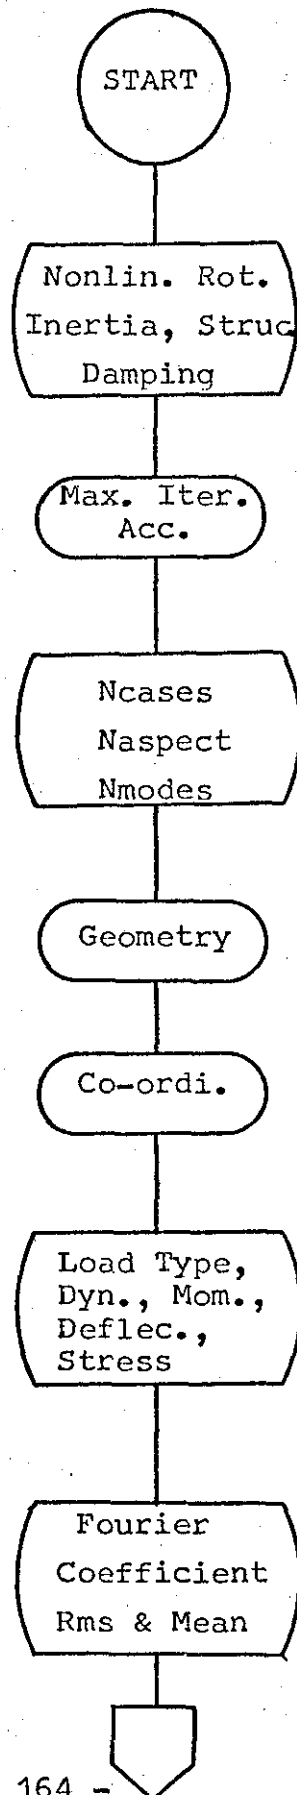 START
Nonlin. Rot.
Inertia, Struc
Damping
Max. Iter.
Acc.
Ncases
Naspect
Nmodes
Geometry
Co-ordi.
Load Type,
Dyn., Mom.,
Deflec.,
Stress
Fourier
Coefficient
Rms & Mean
164 -